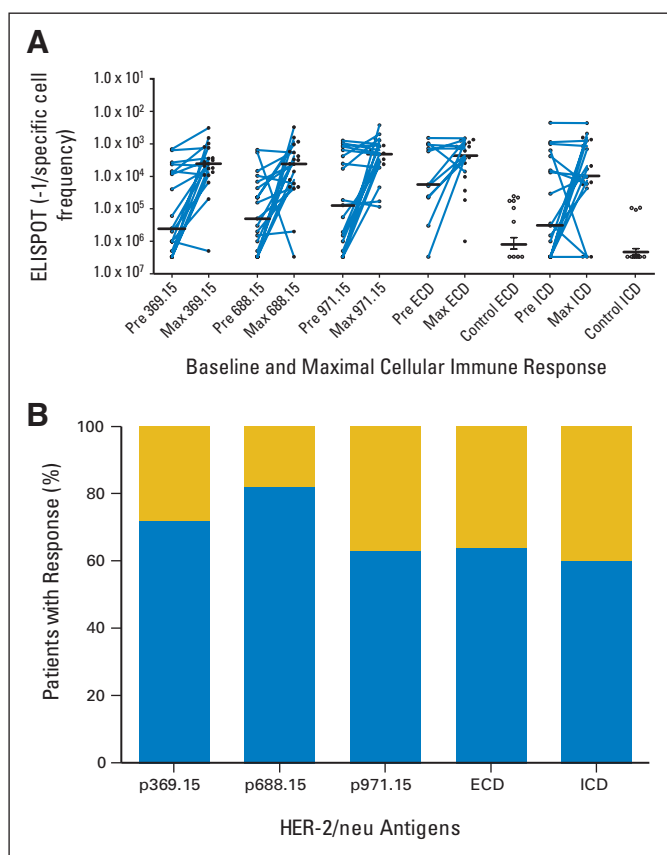 A
ELISPOT (-1/specific cell
frequency)
1.0 x 10¹
1.0 x 10²
1.0 x 10³
1.0 x 10⁴
1.0 x 10⁵
1.0 x 10⁶
1.0 x 10⁷
Pre 369.15
Max 369.15
Pre 688.15
Max 688.15
Pre 971.15
Max 971.15
Pre ECD
Max ECD
Control ECD
Pre ICD
Max ICD
Control ICD
Baseline and Maximal Cellular Immune Response
B
Patients with Response (%)
100
80
60
40
20
0
p369.15
p688.15
p971.15
ECD
ICD
HER-2/neu Antigens